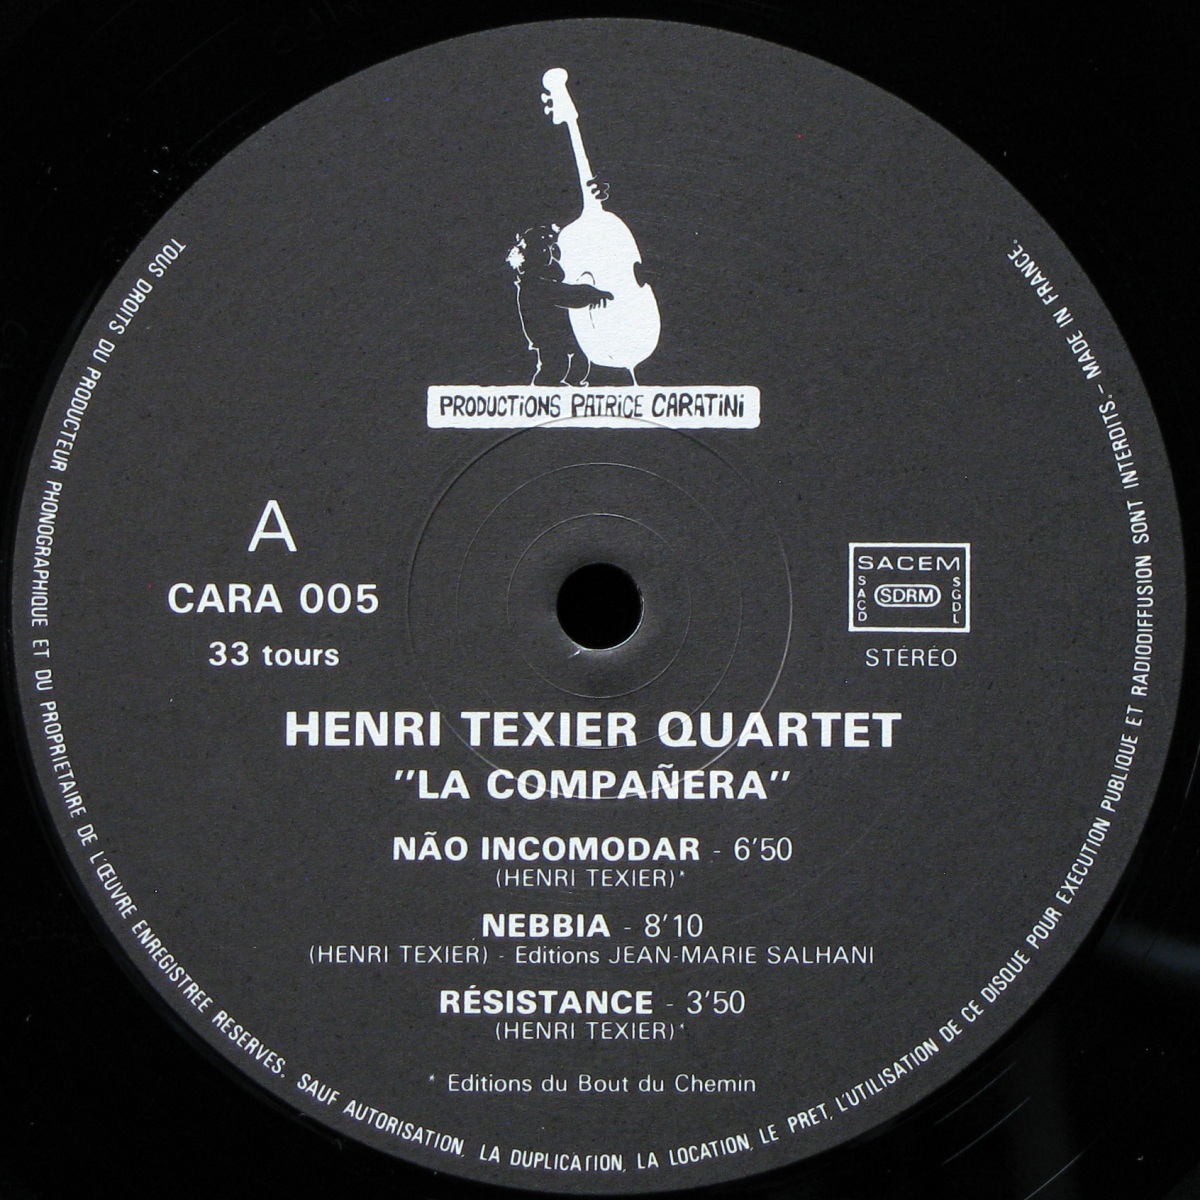 PRODUCTIONS PATRICE CARATINI
A
CARA 005
33 tours
SACEM
SACD
SDRM
SGDL
STÉRÉO
HENRI TEXIER QUARTET
"LA COMPAÑERA"
NÃO INCOMODAR - 6'50
(HENRI TEXIER)*
NEBBIA - 8'10
(HENRI TEXIER) - Editions JEAN-MARIE SALHANI
RÉSISTANCE - 3'50
(HENRI TEXIER)*
* Editions du Bout du Chemin
TOUS DROITS DU PRODUCTEUR PHONOGRAPHIQUE ET DU PROPRIETAIRE DE L'ŒUVRE ENREGISTREE RESERVES. SAUF AUTORISATION, LA DUPLICATION, LA LOCATION, LE PRET, L'UTILISATION DE CE DISQUE POUR EXECUTION PUBLIQUE ET RADIODIFFUSION SONT INTERDITS. - MADE IN FRANCE.